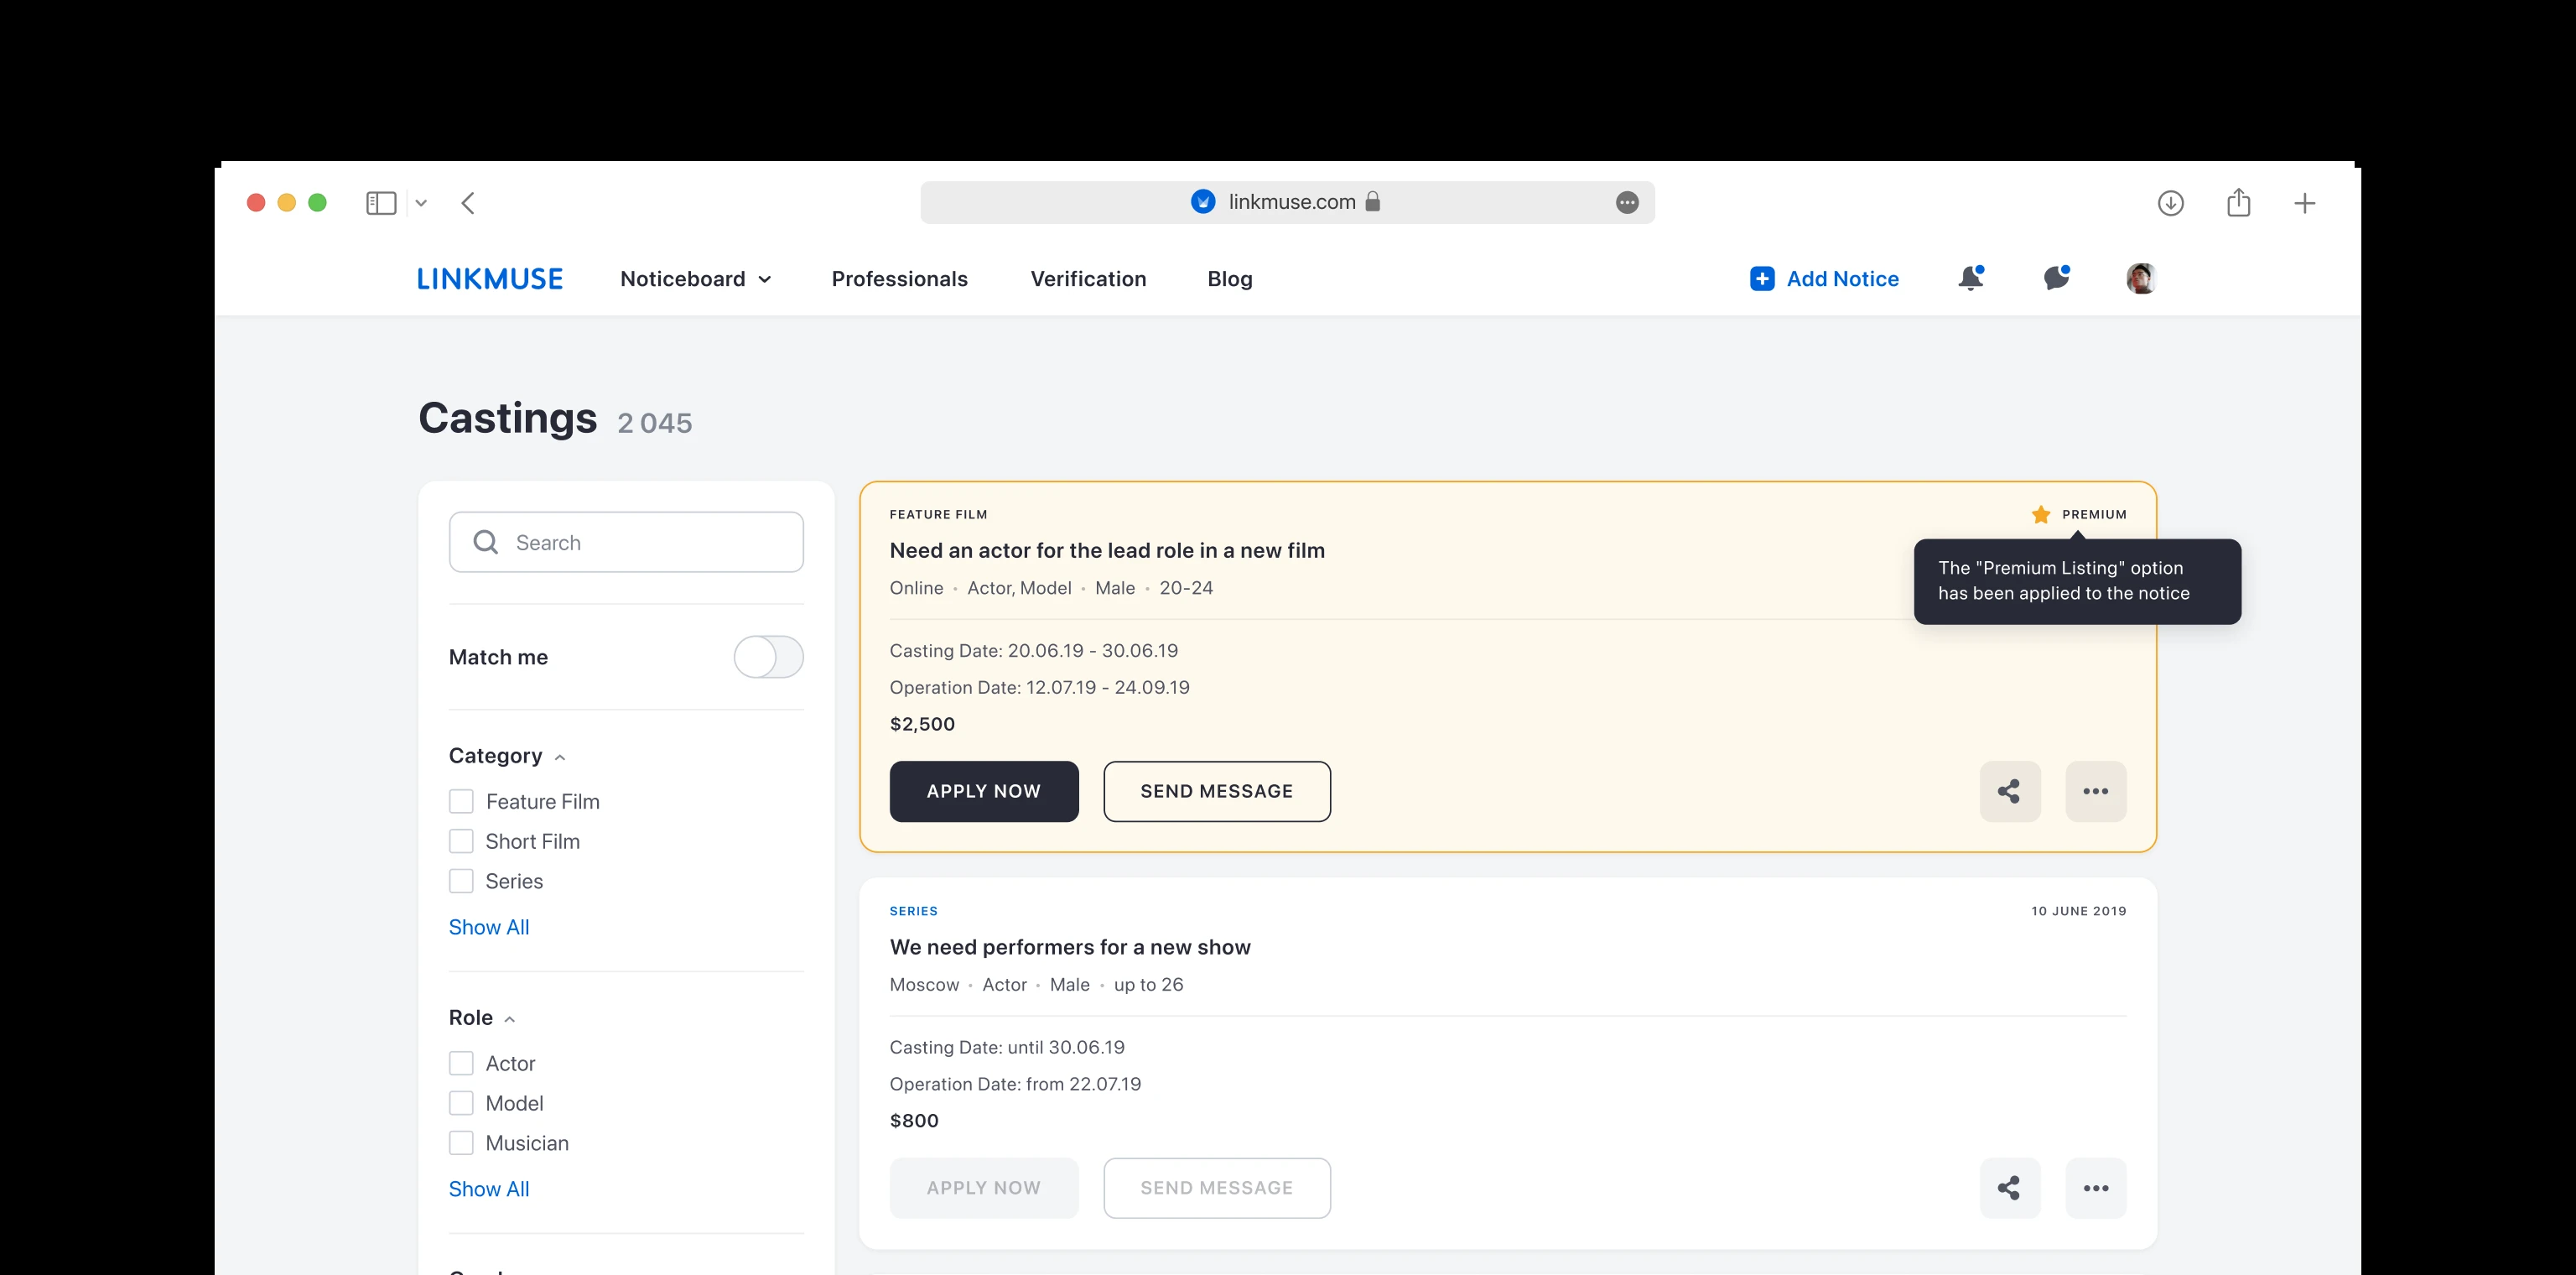 linkmuse.com
LINKMUSE
Noticeboard
Professionals
Verification
Blog
Add Notice
Castings 2 045
Search
Match me
Category
Feature Film
Short Film
Series
Show All
Role
Actor
Model
Musician
Show All
FEATURE FILM
PREMIUM
The "Premium Listing" option
has been applied to the notice
Need an actor for the lead role in a new film
Online • Actor, Model • Male • 20-24
Casting Date: 20.06.19 - 30.06.19
Operation Date: 12.07.19 - 24.09.19
$2,500
APPLY NOW
SEND MESSAGE
SERIES
10 JUNE 2019
We need performers for a new show
Moscow • Actor • Male • up to 26
Casting Date: until 30.06.19
Operation Date: from 22.07.19
$800
APPLY NOW
SEND MESSAGE